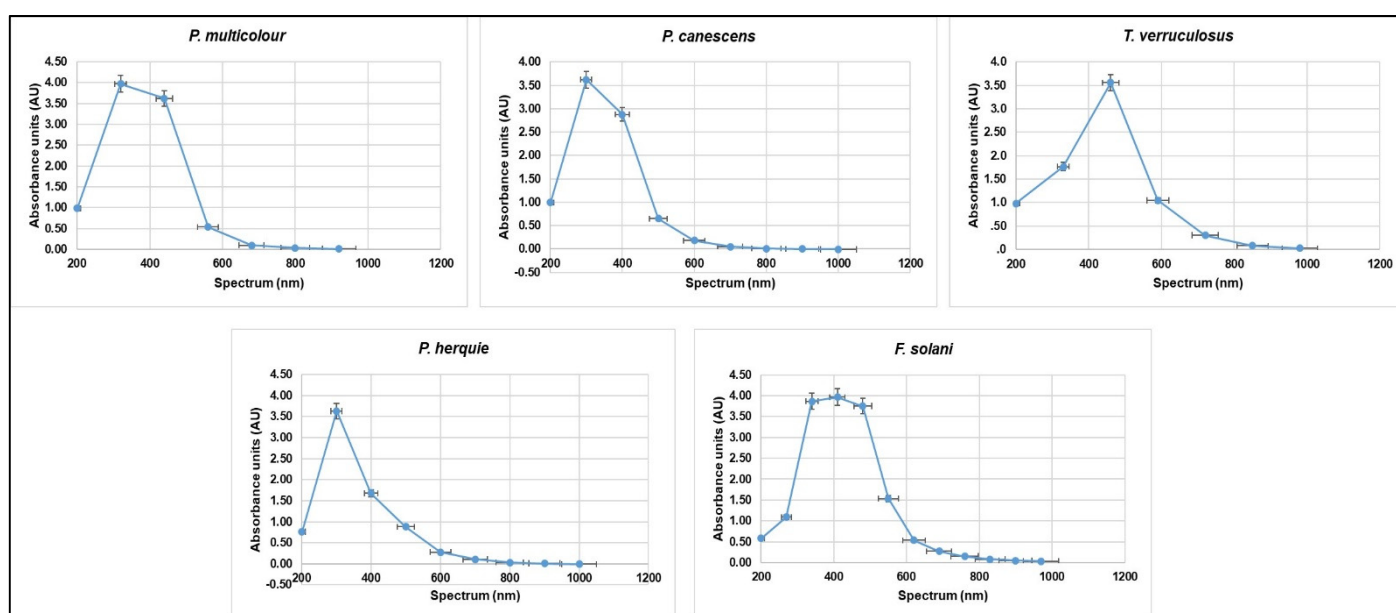 P. multicolour
4.50
4.00
3.50
3.00
2.50
2.00
1.50
1.00
0.50
0.00
Absorbance units (AU)
200 400 600 800 1000 1200
Spectrum (nm)
P. canescens
4.00
3.50
3.00
2.50
2.00
1.50
1.00
0.50
0.00
-0.50
Absorbance units (AU)
200 400 600 800 1000 1200
Spectrum (nm)
T. verruculosus
4.0
3.50
3.0
2.50
2.0
1.50
1.0
.50
.0
Absorbance units (AU)
200 400 600 800 1000 1200
Spectrum (nm)
P. herquie
4.50
4.00
3.50
3.00
2.50
2.00
1.50
1.00
0.50
0.00
-0.50
Absorbance units (AU)
200 400 600 800 1000 1200
Spectrum (nm)
F. solani
4.50
4.00
3.50
3.00
2.50
2.00
1.50
1.00
0.50
0.00
Absorbance units (AU)
200 400 600 800 1000 1200
Spectrum (nm)